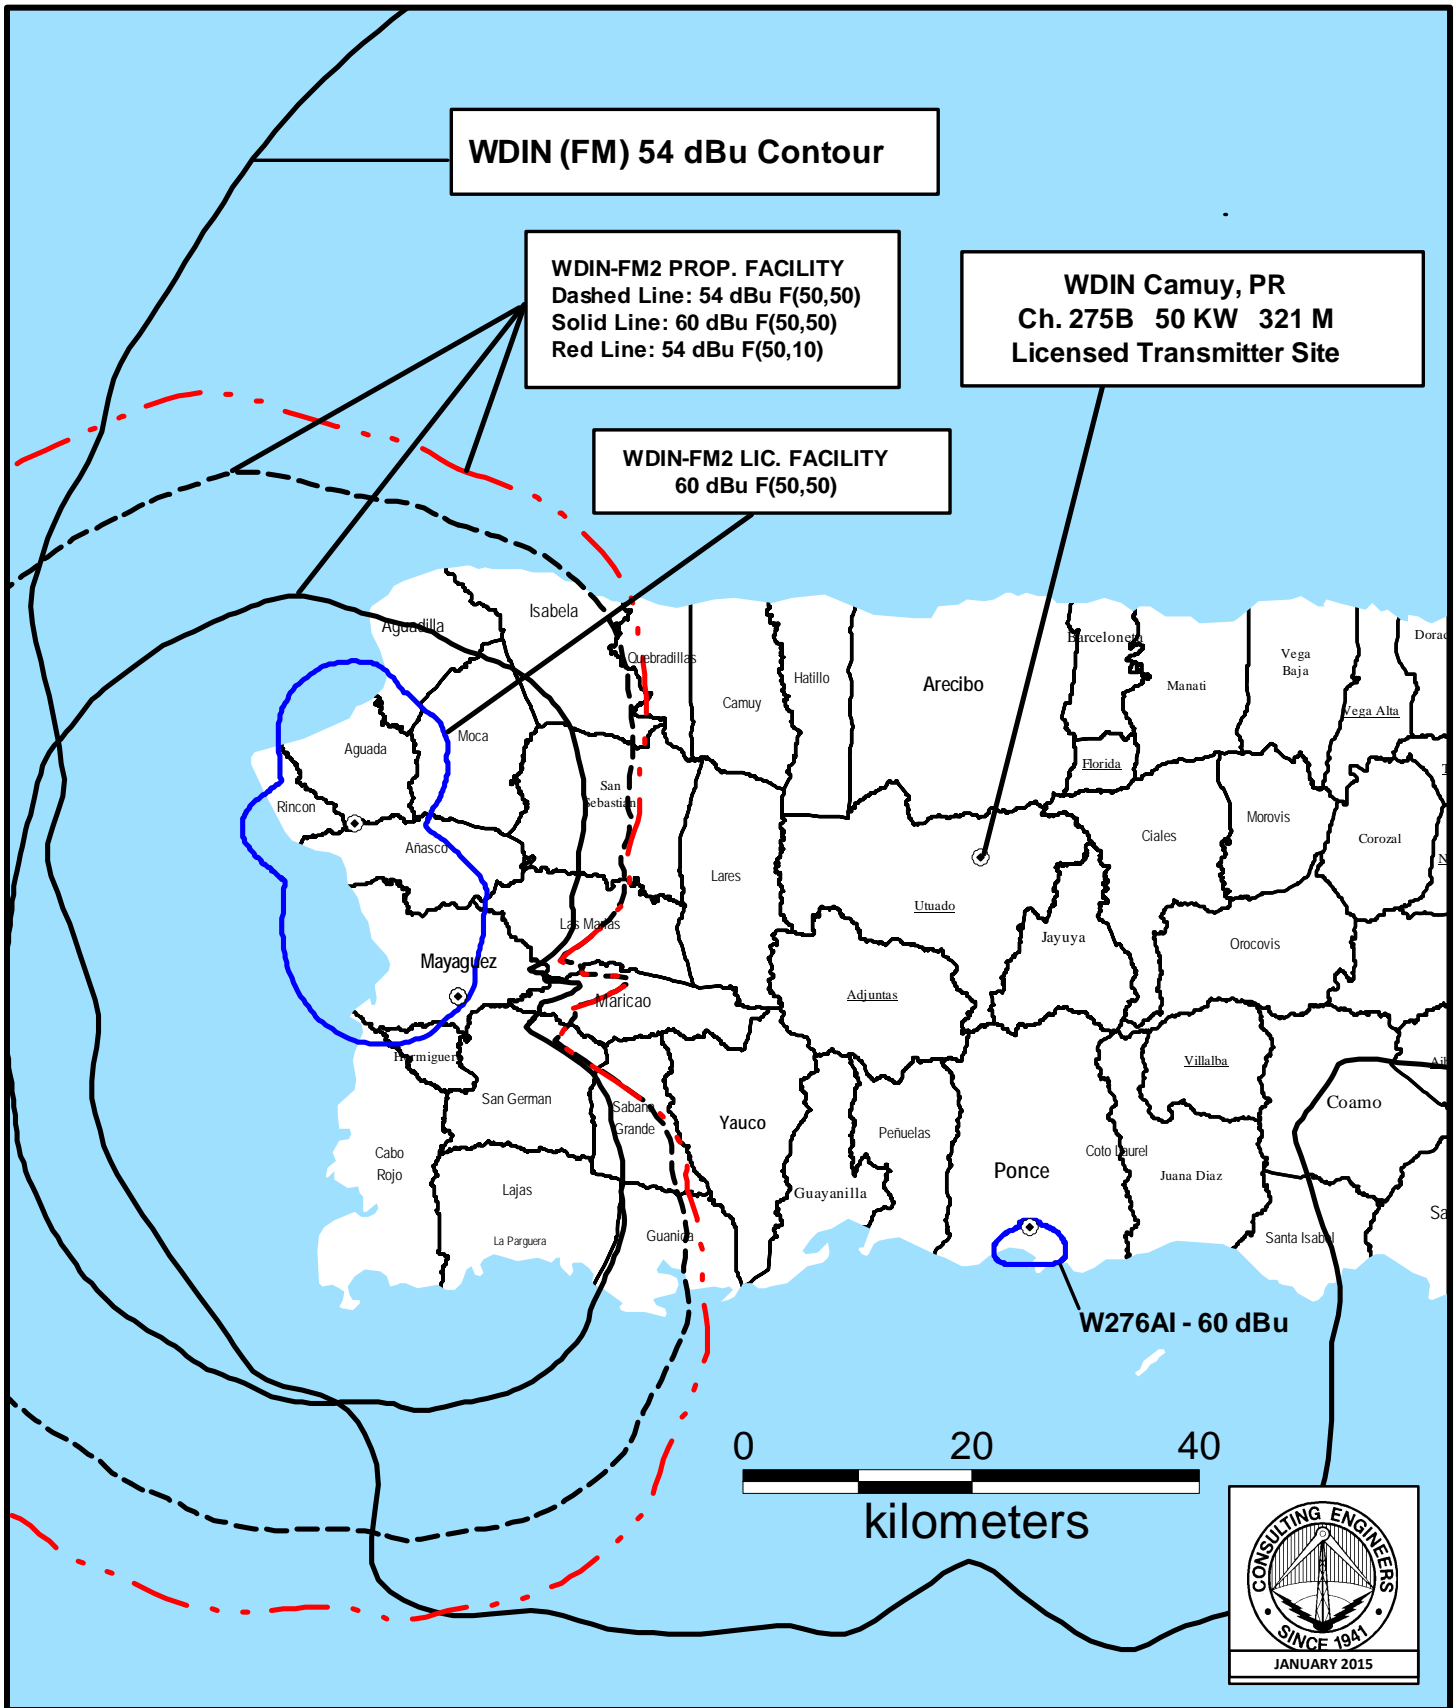 WDIN (FM) 54 dBu Contour
WDIN-FM2 PROP. FACILITY
Dashed Line: 54 dBu F(50,50)
Solid Line: 60 dBu F(50,50)
Red Line: 54 dBu F(50,10)
WDIN Camuy, PR
Ch. 275B 50 KW 321 M
Licensed Transmitter Site
WDIN-FM2 LIC. FACILITY
60 dBu F(50,50)
Aguadilla
Isabela
Quebradillas
Camuy
Hatillo
Arecibo
Barceloneta
Manati
Vega
Baja
Vega Alta
Dorad
Aguada
Moca
San
Sebastian
Florida
Rincon
Añasco
Lares
Ciales
Morovis
Corozal
Utuado
Jayuya
Orocovis
Las Marias
Mayaguez
Maricao
Adjuntas
Hormiguer
Villalba
Aib
San German
Sabana
Grande
Yauco
Peñuelas
Coamo
Cabo
Rojo
Lajas
La Parguera
Guanica
Guayanilla
Ponce
Coto Laurel
Juana Diaz
Santa Isabel
Sa
W276AI - 60 dBu
0 20 40
kilometers
CONSULTING ENGINEERS
SINCE 1941
JANUARY 2015